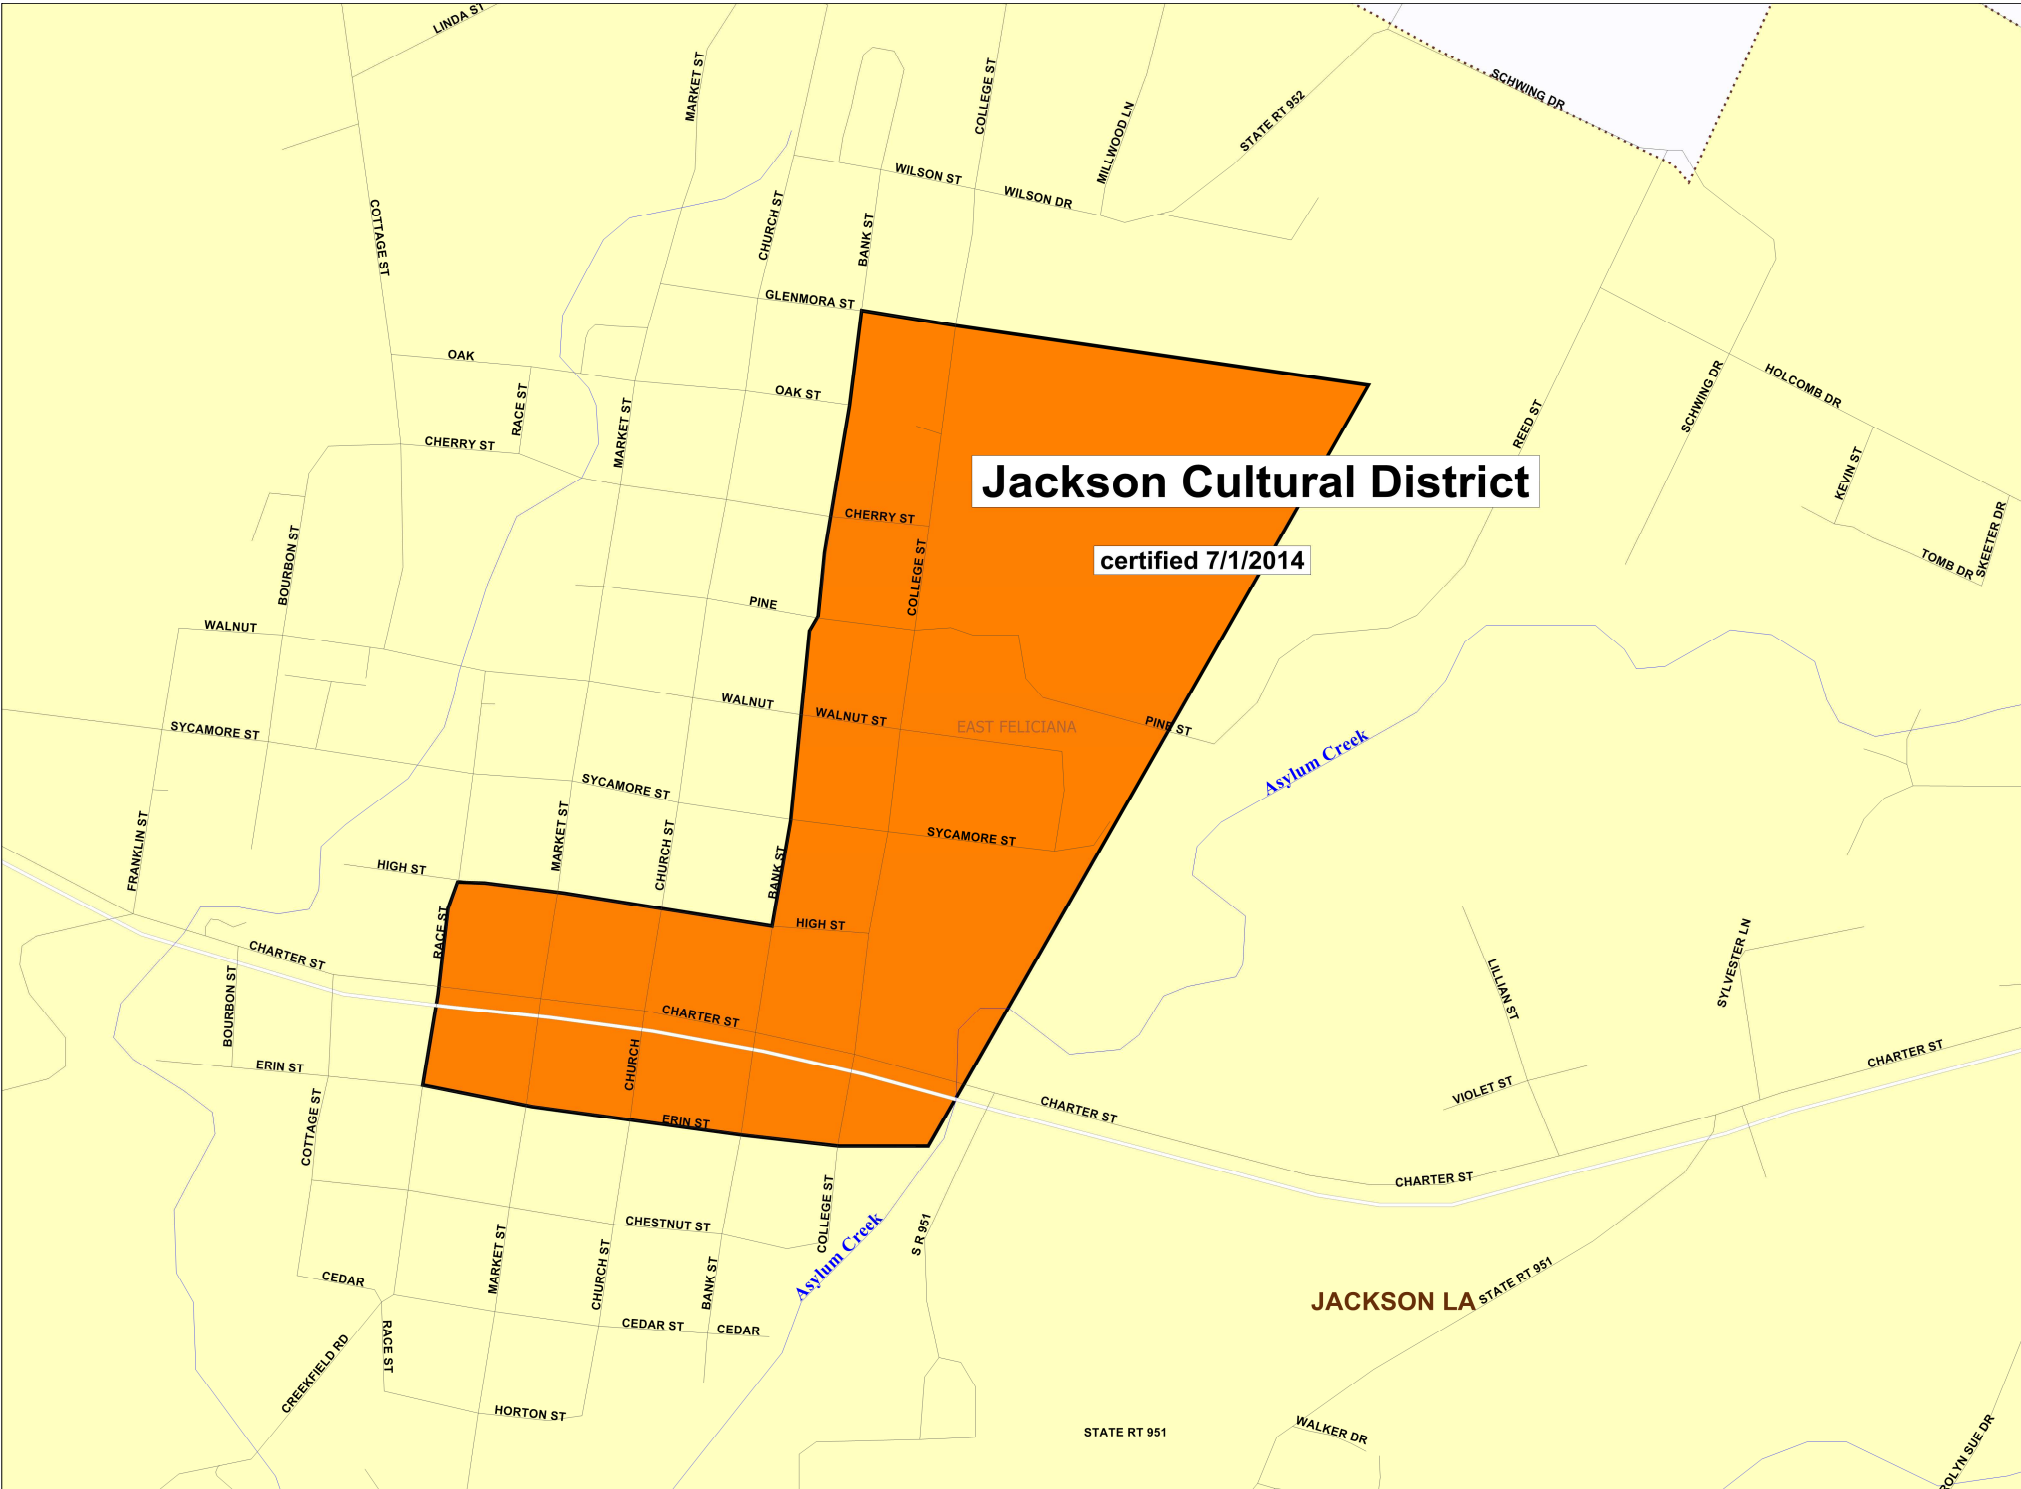 LINDA ST
MARKET ST
COLLEGE ST
SCHWING DR
STATE RT 952
MILLWOOD LN
WILSON ST
WILSON DR
COTTAGE ST
CHURCH ST
BANK ST
GLENMORA ST
OAK
OAK ST
RACE ST
MARKET ST
CHERRY ST
REED ST
SCHWING DR
HOLCOMB DR
KEVIN ST
SKEETER DR
TOMB DR
Jackson Cultural District
certified 7/1/2014
CHERRY ST
COLLEGE ST
BOURBON ST
PINE
WALNUT
WALNUT
WALNUT ST
EAST FELICIANA
PINE ST
SYCAMORE ST
SYCAMORE ST
SYCAMORE ST
Asylum Creek
FRANKLIN ST
MARKET ST
CHURCH ST
BANK ST
HIGH ST
HIGH ST
RACE ST
CHARTER ST
BOURBON ST
CHARTER ST
CHURCH
ERIN ST
ERIN ST
COTTAGE ST
LILLIAN ST
SYLVESTER LN
CHARTER ST
VIOLET ST
CHARTER ST
CHARTER ST
CHESTNUT ST
COLLEGE ST
Asylum Creek
S R 951
MARKET ST
CHURCH ST
BANK ST
CEDAR
CEDAR ST
CEDAR
RACE ST
CREEKFIELD RD
HORTON ST
JACKSON LA
STATE RT 951
STATE RT 951
WALKER DR
ROLYN SUE DR